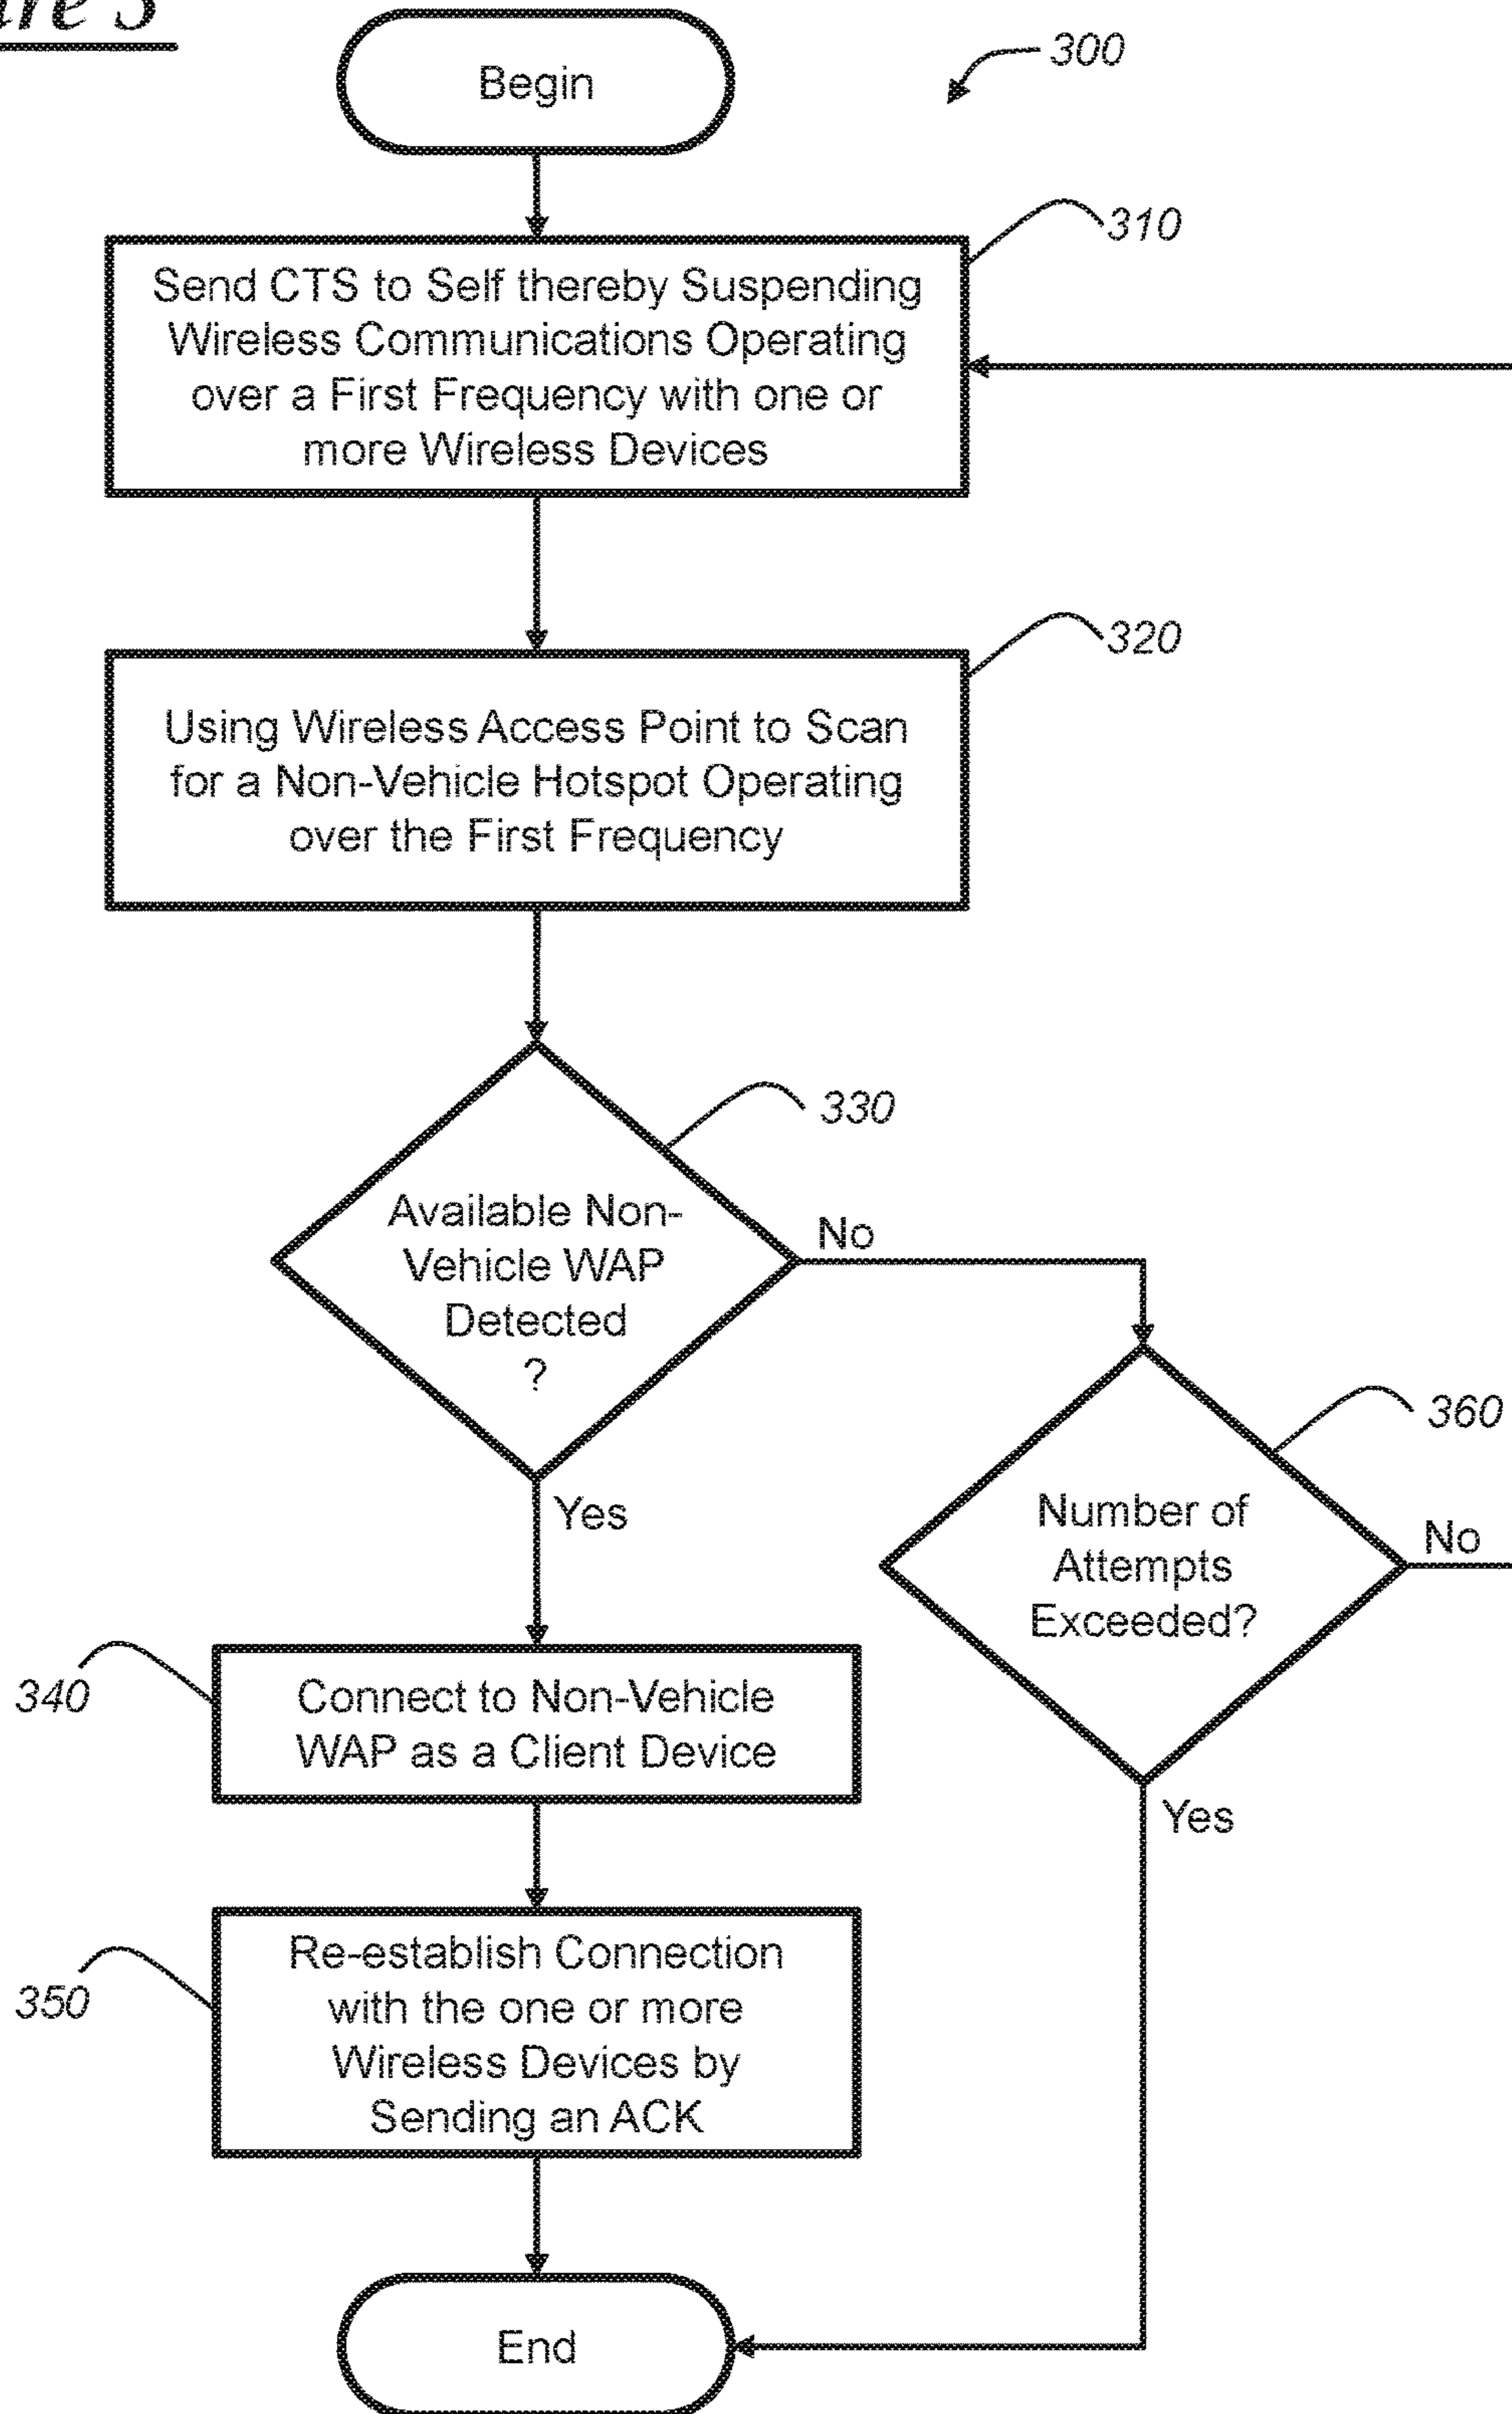 300
Begin
310
Send CTS to Self thereby Suspending
Wireless Communications Operating
over a First Frequency with one or
more Wireless Devices
320
Using Wireless Access Point to Scan
for a Non-Vehicle Hotspot Operating
over the First Frequency
330
Available Non-
Vehicle WAP
Detected
?
No
Yes
360
Number of
Attempts
Exceeded?
No
Yes
340
Connect to Non-Vehicle
WAP as a Client Device
350
Re-establish Connection
with the one or more
Wireless Devices by
Sending an ACK
End